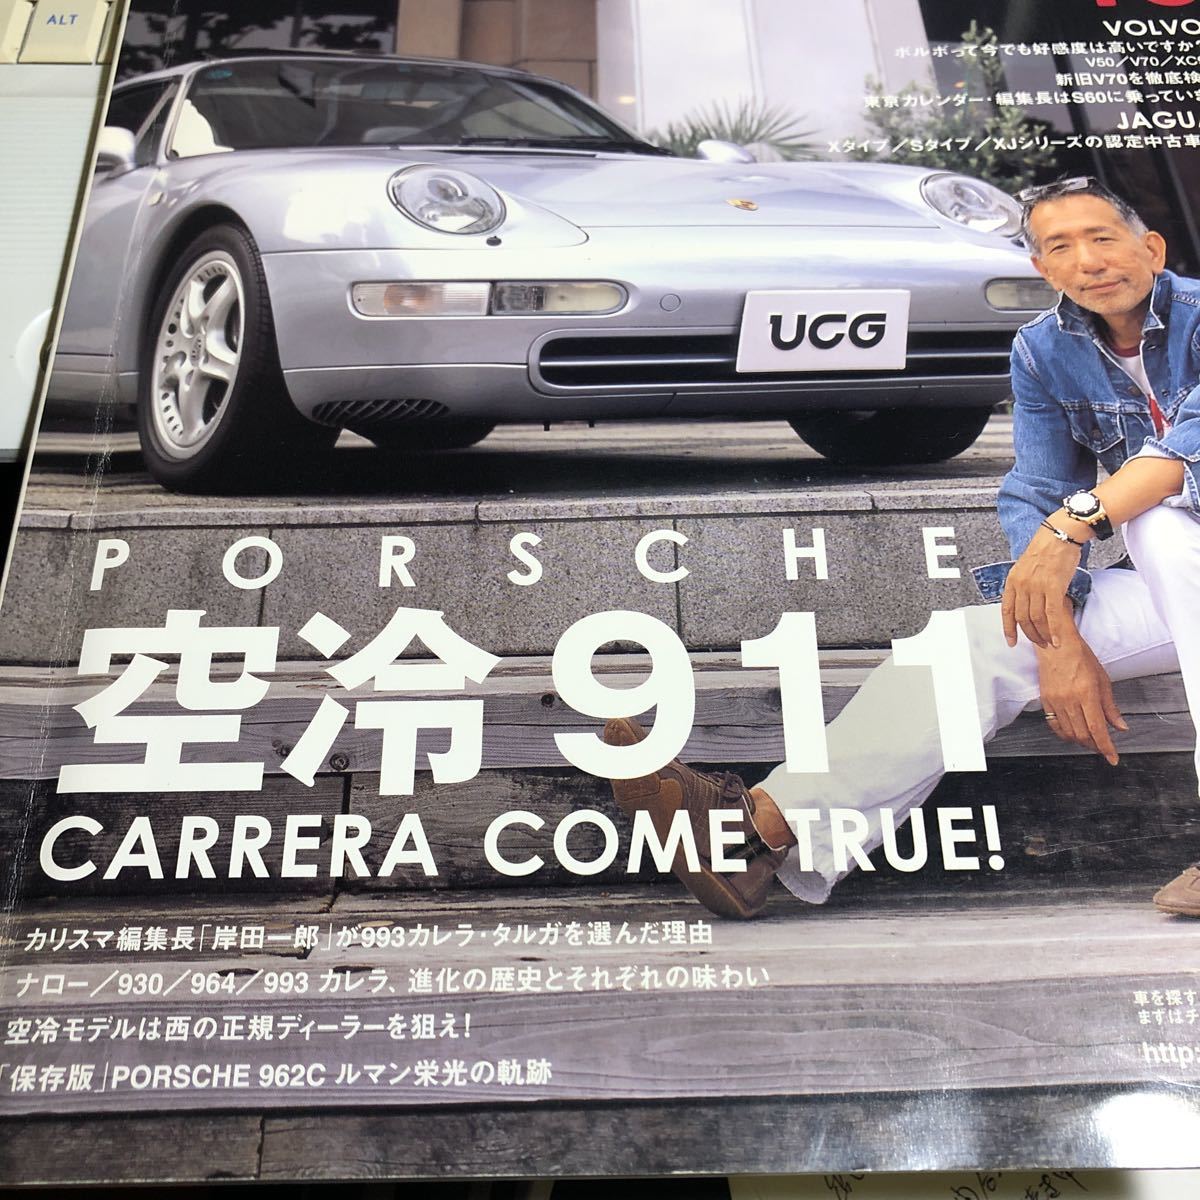 ALT
VOLVO
ボルボって今でも好感度は高いですか?
V50/V70/XC
新旧V70を徹底検
東京カレンダー・編集長はS60に乗ってい
JAGUA
Xタイプ/Sタイプ/XJシリーズの認定中古車
UCG
PORSCHE
空冷911
CARRERA COME TRUE!
カリスマ編集長「岸田一郎」が993カレラ・タルガを選んだ理由
ナロー/930/964/993 カレラ、進化の歴史とそれぞれの味わい
空冷モデルは西の正規ディーラーを狙え!
「保存版」PORSCHE 962C ルマン栄光の軌跡
車を探す
まずはチ
http: